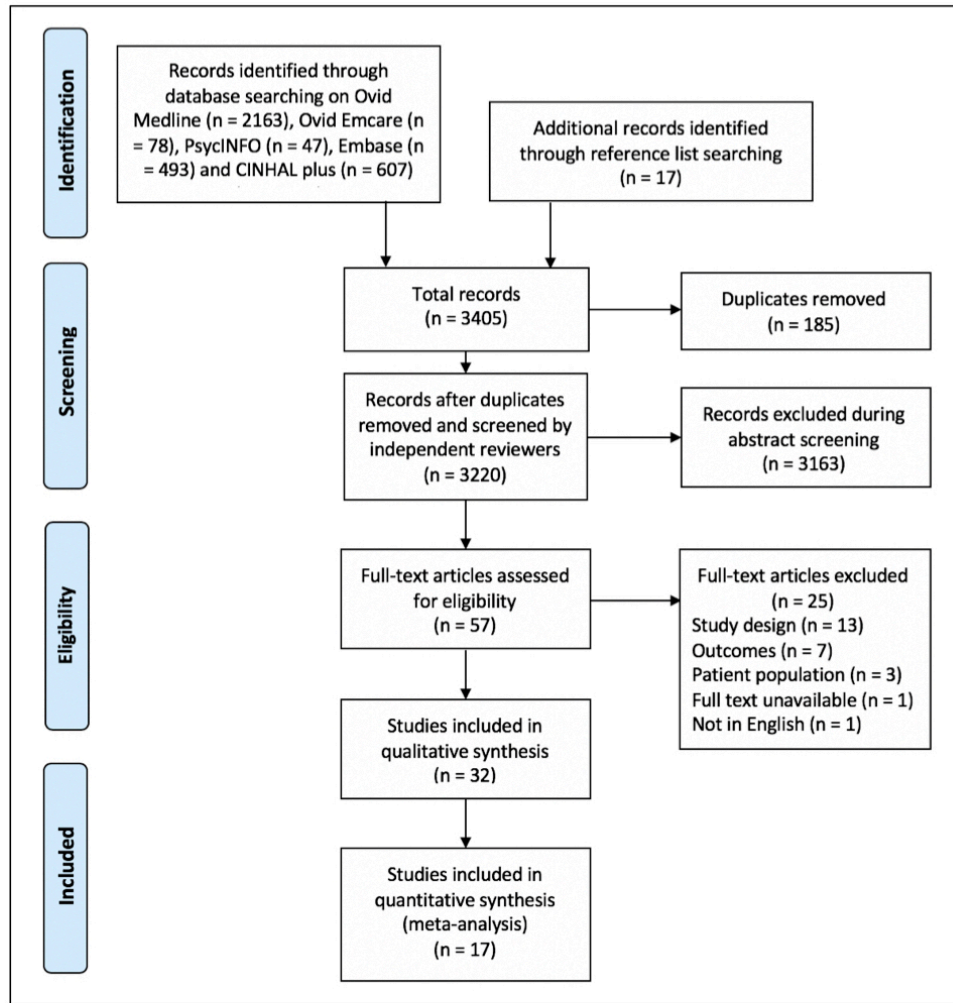 Identification
Records identified through
database searching on Ovid
Medline (n = 2163), Ovid Emcare (n
= 78), PsycINFO (n = 47), Embase (n
= 493) and CINHAL plus (n = 607)
Additional records identified
through reference list searching
(n = 17)
Screening
Total records
(n = 3405)
Duplicates removed
(n = 185)
Records after duplicates
removed and screened by
independent reviewers
(n = 3220)
Records excluded during
abstract screening
(n = 3163)
Eligibility
Full-text articles assessed
for eligibility
(n = 57)
Full-text articles excluded
(n = 25)
Study design (n = 13)
Outcomes (n = 7)
Patient population (n = 3)
Full text unavailable (n = 1)
Not in English (n = 1)
Studies included in
qualitative synthesis
(n = 32)
Included
Studies included in
quantitative synthesis
(meta-analysis)
(n = 17)